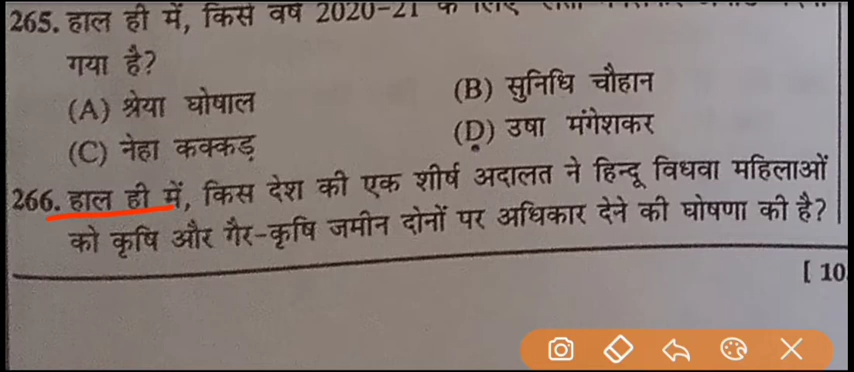 265. हाल ही में, किसे वर्ष 2020-21 के लिए
गया है?
(A) श्रेया घोषाल
(B) सुनिधि चौहान
(C) नेहा कक्कड़
(D) उषा मंगेशकर
266. हाल ही में, किस देश की एक शीर्ष अदालत ने हिन्दू विधवा महिलाओं
को कृषि और गैर-कृषि जमीन दोनों पर अधिकार देने की घोषणा की है?
[ 10